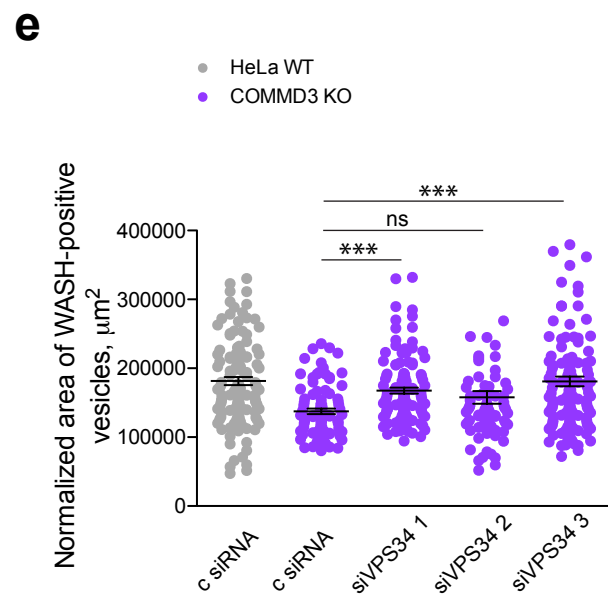 e
HeLa WT
COMMD3 KO
Normalized area of WASH-positive
vesicles, μm²
***
ns
***
400000
300000
200000
100000
0
c siRNA
c siRNA
siVPS34 1
siVPS34 2
siVPS34 3